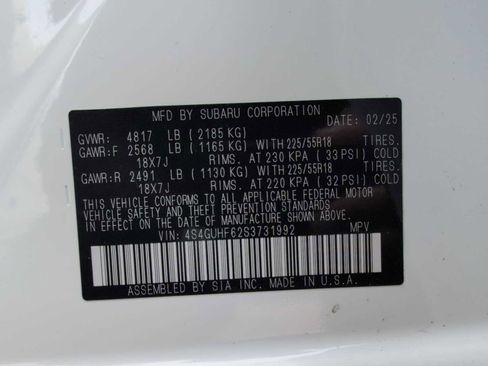 MFD BY SUBARU CORPORATION
DATE: 02/25
GVWR: 4817 LB (2185 KG)
GAWR:F 2568 LB (1165 KG) WITH 225/55R18 TIRES.
18X7J RIMS. AT 230 KPA (33 PSI) COLD
GAWR:R 2491 LB (1130 KG) WITH 225/55R18 TIRES.
18X7J RIMS. AT 220 KPA (32 PSI) COLD
THIS VEHICLE CONFORMS TO ALL APPLICABLE FEDERAL MOTOR
VEHICLE SAFETY AND THEFT PREVENTION STANDARDS IN EFFECT
ON THE DATE OF MANUFACTURE SHOWN ABOVE.
VIN: 4S4GUHF62S3731992 MPV
ASSEMBLED BY SIA INC. MADE IN U.S.A.